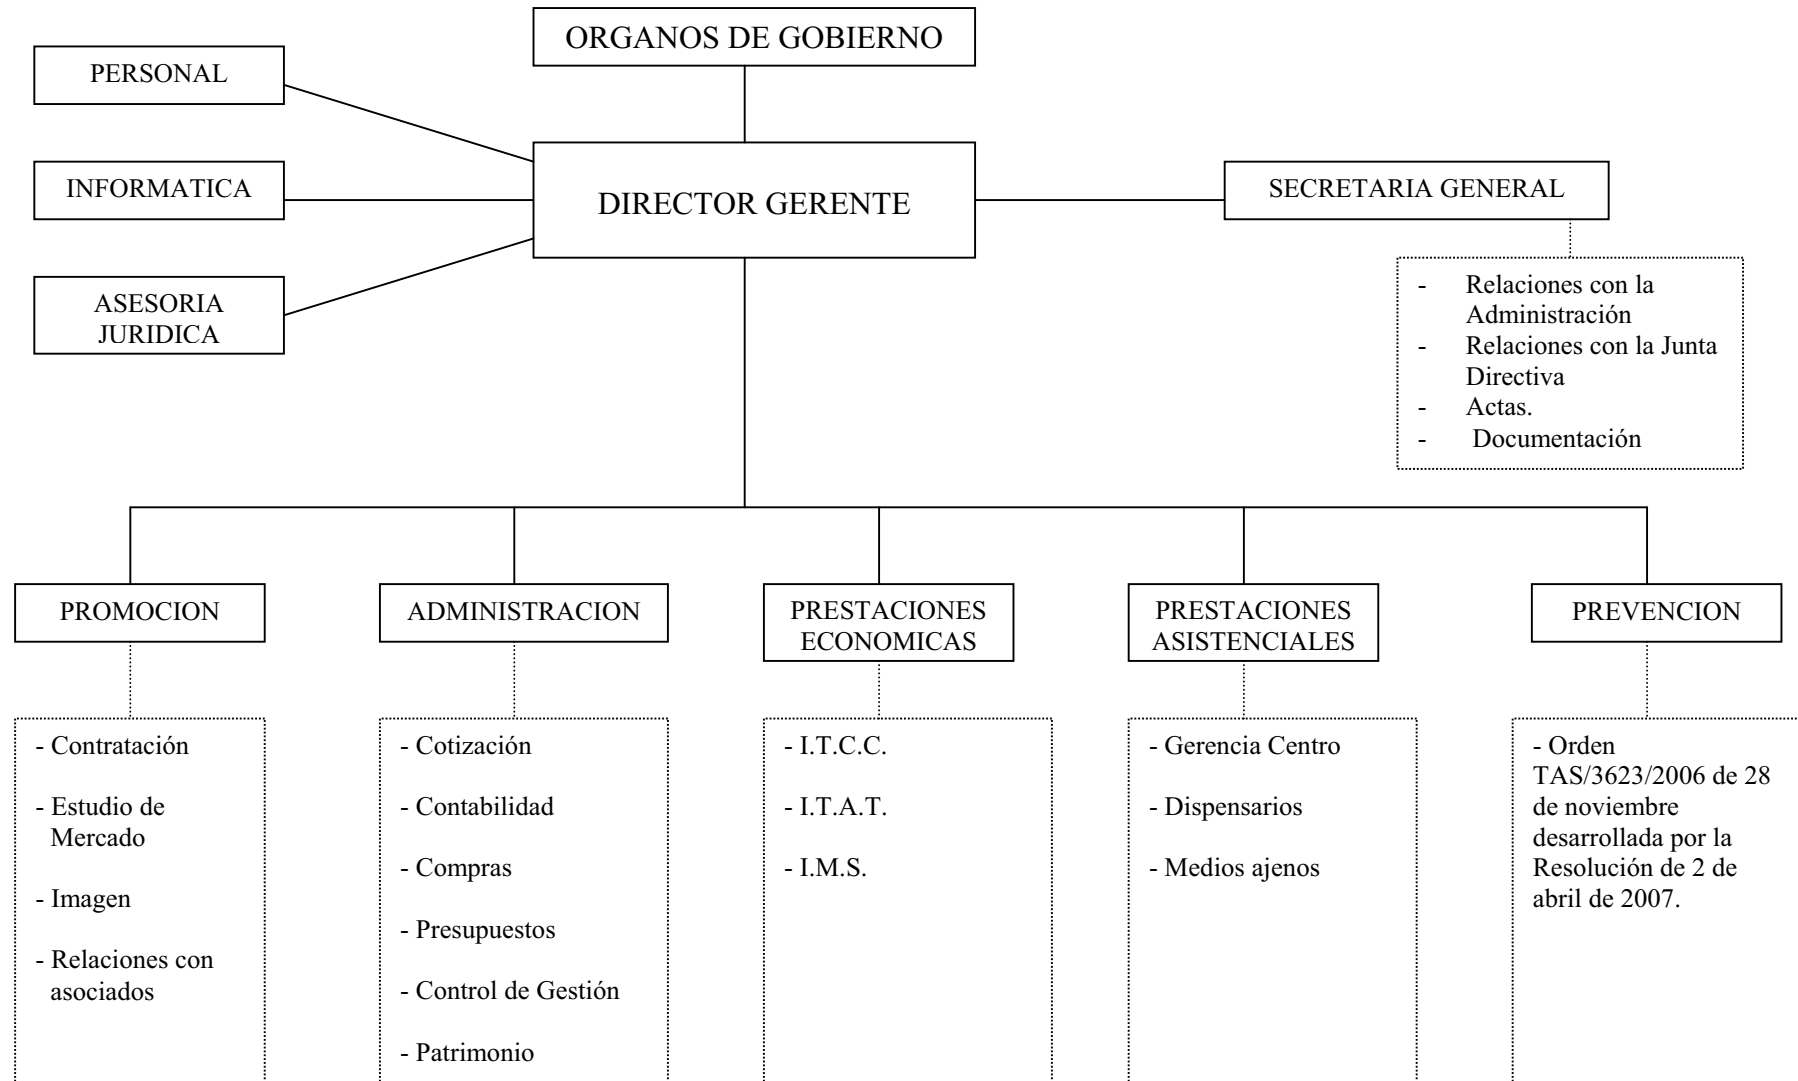 ORGANOS DE GOBIERNO
PERSONAL
INFORMATICA
DIRECTOR GERENTE
SECRETARIA GENERAL
ASESORIA
JURIDICA
- Relaciones con la
Administración
- Relaciones con la Junta
Directiva
- Actas.
- Documentación
PROMOCION
ADMINISTRACION
PRESTACIONES
ECONOMICAS
PRESTACIONES
ASISTENCIALES
PREVENCION
- Contratación
- Estudio de
Mercado
- Imagen
- Relaciones con
asociados
- Cotización
- Contabilidad
- Compras
- Presupuestos
- Control de Gestión
- Patrimonio
- I.T.C.C.
- I.T.A.T.
- I.M.S.
- Gerencia Centro
- Dispensarios
- Medios ajenos
- Orden
TAS/3623/2006 de 28
de noviembre
desarrollada por la
Resolución de 2 de
abril de 2007.